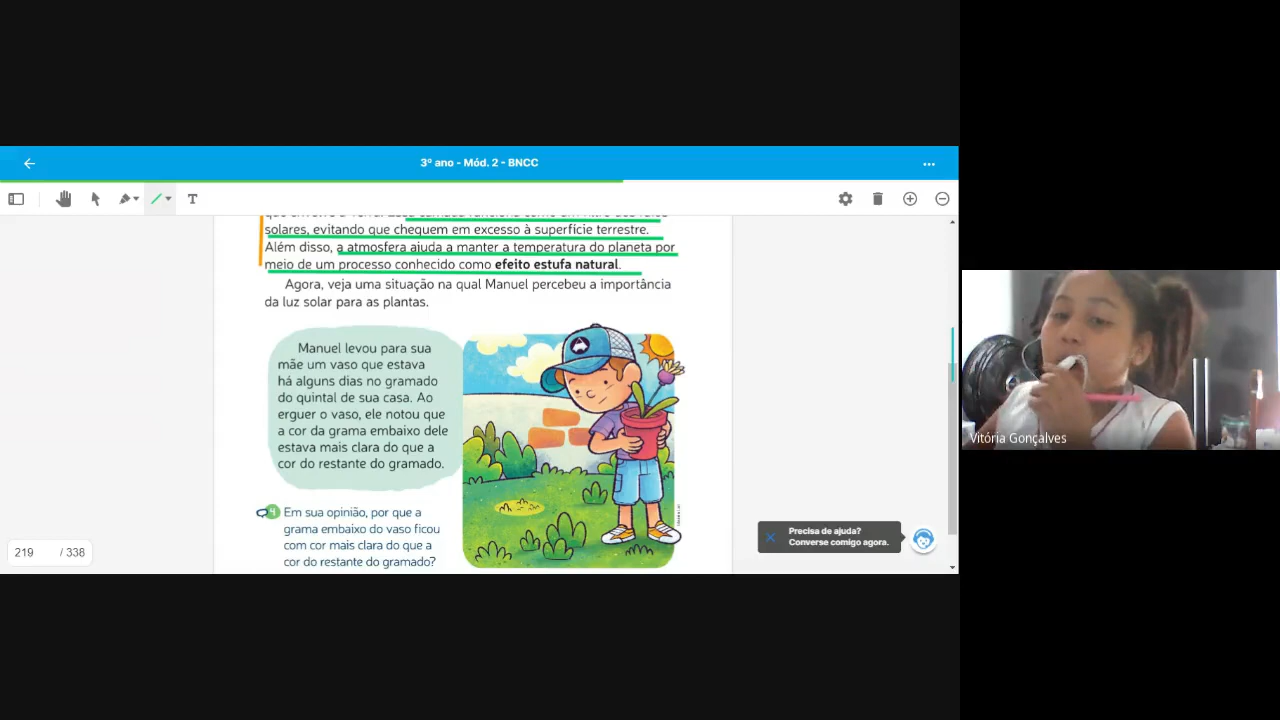 3º ano - Mód. 2 - BNCC
solares, evitando que cheguem em excesso à superfície terrestre.
Além disso, a atmosfera ajuda a manter a temperatura do planeta por
meio de um processo conhecido como efeito estufa natural.
Agora, veja uma situação na qual Manuel percebeu a importância
da luz solar para as plantas.
Manuel levou para sua
mãe um vaso que estava
há alguns dias no gramado
do quintal de sua casa. Ao
erguer o vaso, ele notou que
a cor da grama embaixo dele
estava mais clara do que a
cor do restante do gramado.
4 Em sua opinião, por que a
grama embaixo do vaso ficou
com cor mais clara do que a
cor do restante do gramado?
219 / 338
Precisa de ajuda?
Converse comigo agora.
Vitória Gonçalves